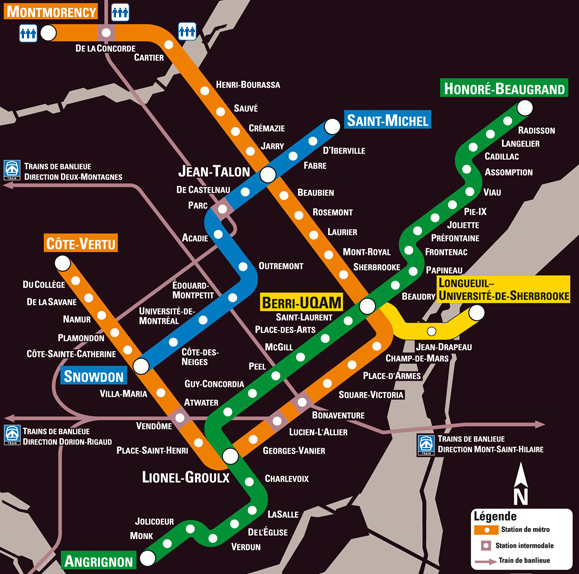 Montmorency
De la Concorde
Cartier
Henri-Bourassa
Sauvé
Crémazie
Jarry
Saint-Michel
D'Iberville
Fabre
Jean-Talon
De Castelnau
Parc
Acadie
Outremont
Édouard-
Montpetit
Université-de-
Montréal
Côte-des-
Neiges
Snowdon
Honoré-Beaugrand
Radisson
Langelier
Cadillac
Assomption
Viau
Pie-IX
Joliette
Préfontaine
Frontenac
Papineau
Beaudry
Beaubien
Rosemont
Laurier
Mont-Royal
Sherbrooke
Berri-UQAM
Longueuil–
Université-de-Sherbrooke
Jean-Drapeau
Champ-de-Mars
Place-d'Armes
Square-Victoria
Bonaventure
Lucien-L'Allier
Georges-Vanier
Saint-Laurent
Place-des-Arts
McGill
Peel
Guy-Concordia
Atwater
Côte-Vertu
Du Collège
De la Savane
Namur
Plamondon
Côte-Sainte-Catherine
Villa-Maria
Vendôme
Place-Saint-Henri
Lionel-Groulx
Charlevoix
LaSalle
De l'Église
Verdun
Jolicoeur
Monk
Angrignon
TRAIN
Trains de banlieue
Direction Deux-Montagnes
TRAIN
Trains de banlieue
Direction Dorion-Rigaud
TRAIN
Trains de banlieue
Direction Mont-Saint-Hilaire
N
Légende
Station de métro
Station intermodale
Train de banlieue